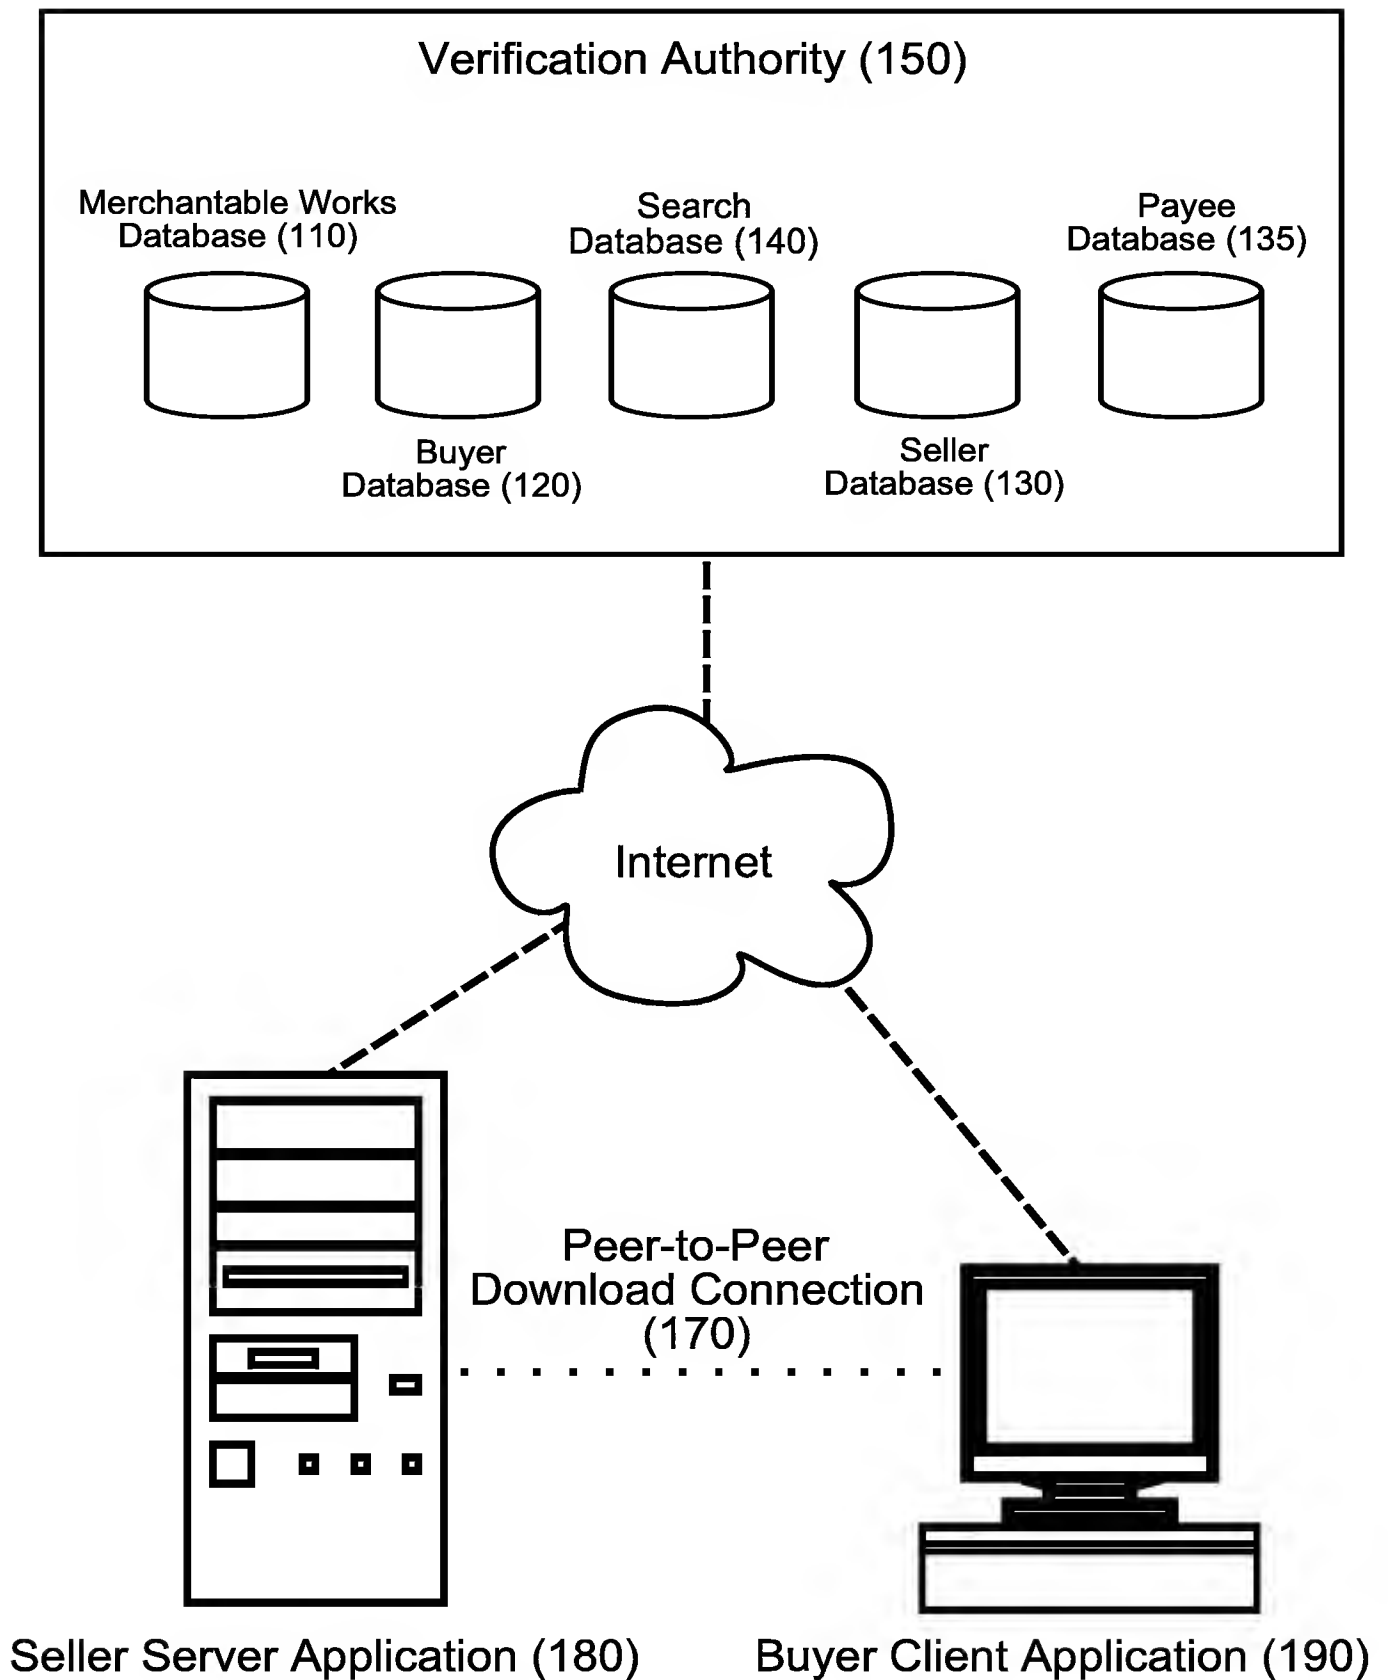 Verification Authority (150)
Merchantable Works
Database (110)
Search
Database (140)
Payee
Database (135)
Buyer
Database (120)
Seller
Database (130)
Internet
Peer-to-Peer
Download Connection
(170)
Seller Server Application (180)
Buyer Client Application (190)